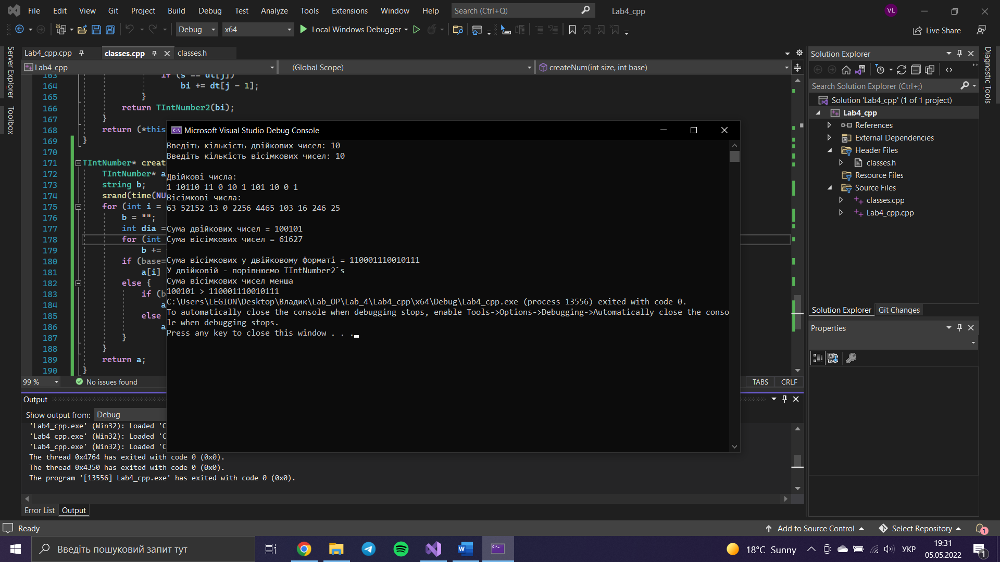 File Edit View Git Project Build Debug Test Analyze Tools Extensions Window Help Search (Ctrl+Q) Lab4_cpp VL
Debug x64 Local Windows Debugger Live Share
Server Explorer
Toolbox
Lab4_cpp.cpp classes.cpp classes.h
Lab4_cpp (Global Scope) createNum(int size, int base)
163 if (s == dt[j])
164 bi += dt[j - 1];
165 }
166 return TIntNumber2(bi);
167 }
168 return (*this
169 }
170
171 TIntNumber* creat
172 TIntNumber* a
173 string b;
174 srand(time(NU
175 for (int i =
176 b = "";
177 int dia =
178 for (int
179 b +=
180 if (base=
181 a[i]
182 else {
183 if (b
184 a
185 else
186 a
187 }
188 }
189 return a;
190 }
99 % No issues found TABS CRLF
Microsoft Visual Studio Debug Console
Введіть кількість двійкових чисел: 10
Введіть кількість вісімкових чисел: 10
Двійкові числа:
1 10110 11 0 10 1 101 10 0 1
Вісімкові числа:
63 52152 13 0 2256 4465 103 16 246 25
Сума двійкових чисел = 100101
Сума вісімкових чисел = 61627
Сума вісімкових у двійковому форматі = 110001110010111
У двійковій - порівнюємо TIntNumber2`s
Сума вісімкових чисел менша
100101 > 110001110010111
C:\Users\LEGION\Desktop\Владик\Lab_OP\Lab_4\Lab4_cpp\x64\Debug\Lab4_cpp.exe (process 13556) exited with code 0.
To automatically close the console when debugging stops, enable Tools->Options->Debugging->Automatically close the conso
le when debugging stops.
Press any key to close this window . . .
Output
Show output from: Debug
'Lab4_cpp.exe' (Win32): Loaded 'C
'Lab4_cpp.exe' (Win32): Loaded 'C
'Lab4_cpp.exe' (Win32): Loaded 'C
The thread 0x4764 has exited with code 0 (0x0).
The thread 0x4350 has exited with code 0 (0x0).
The program '[13556] Lab4_cpp.exe' has exited with code 0 (0x0).
Error List Output
Solution Explorer
Search Solution Explorer (Ctrl+;)
Solution 'Lab4_cpp' (1 of 1 project)
Lab4_cpp
References
External Dependencies
Header Files
classes.h
Resource Files
Source Files
classes.cpp
Lab4_cpp.cpp
Solution Explorer Git Changes
Properties
Diagnostic Tools
Ready Add to Source Control Select Repository 1
Введіть пошуковий запит тут 18°C Sunny УКР 19:31
05.05.2022 1